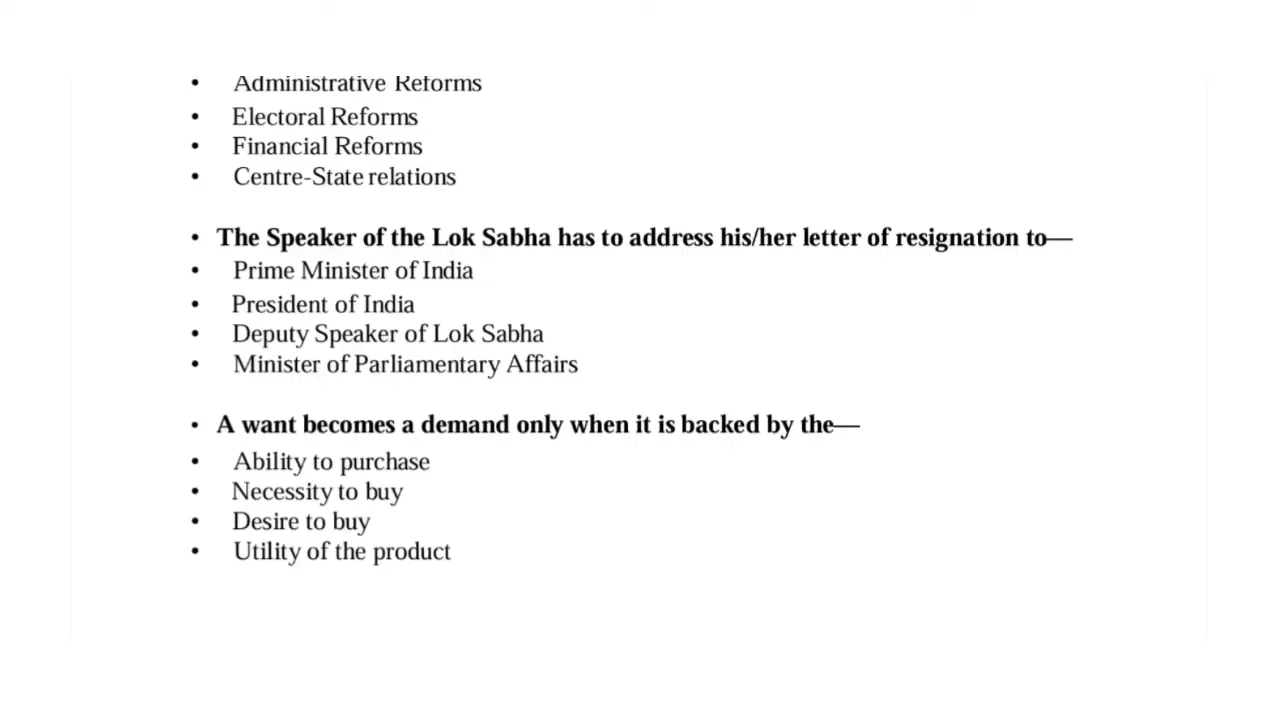 • Administrative Reforms
• Electoral Reforms
• Financial Reforms
• Centre-State relations
• The Speaker of the Lok Sabha has to address his/her letter of resignation to—
• Prime Minister of India
• President of India
• Deputy Speaker of Lok Sabha
• Minister of Parliamentary Affairs
• A want becomes a demand only when it is backed by the—
• Ability to purchase
• Necessity to buy
• Desire to buy
• Utility of the product